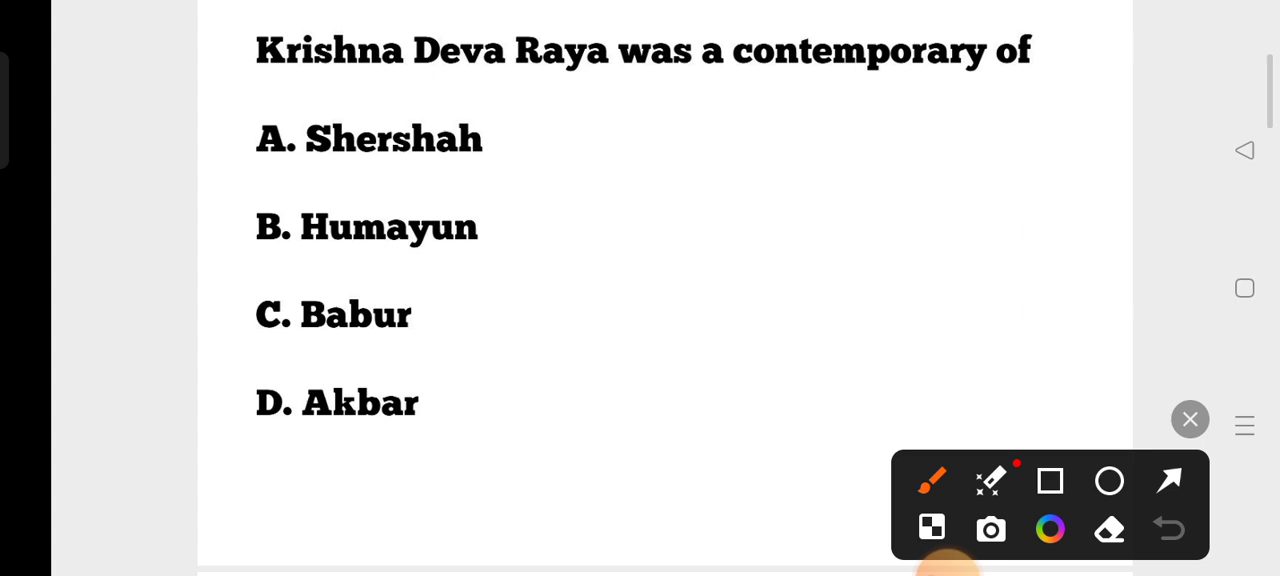 Krishna Deva Raya was a contemporary of
A. Shershah
B. Humayun
C. Babur
D. Akbar